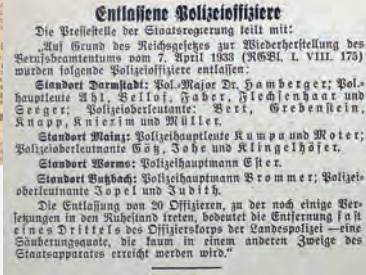 Entlassene Polizeioffiziere
Die Pressestelle der Staatsregierung teilt mit:
„Auf Grund des Reichsgesetzes zur Wiederherstellung des
Berufsbeamtentums vom 7. April 1933 (RGBl. I. VIII. 175)
wurden folgende Polizeioffiziere entlassen:
Standort Darmstadt: Pol.-Major Dr. Hamberger; Pol.-
hauptleute Ahl, Bellof, Faber, Flechsenhaar und
Seeger; Polizeioberleutnante: Bert, Grebenstein,
Knapp, Knierim und Müller.
Standort Mainz: Polizeihauptleute Kumpa und Moter;
Polizeioberleutnante Götz, Johe und Klingelhöfer.
Standort Worms: Polizeihauptmann Ester.
Standort Butzbach: Polizeihauptmann Brommer; Polizei-
oberleutnante Jopel und Judith.
Die Entlassung von 20 Offizieren, zu der noch einige Ver-
setzungen in den Ruhestand treten, bedeutet die Entfernung fast
eines Drittels des Offizierskorps der Landespolizei — eine
Säuberungsquote, die kaum in einem anderen Zweige des
Staatsapparates erreicht werden wird.“